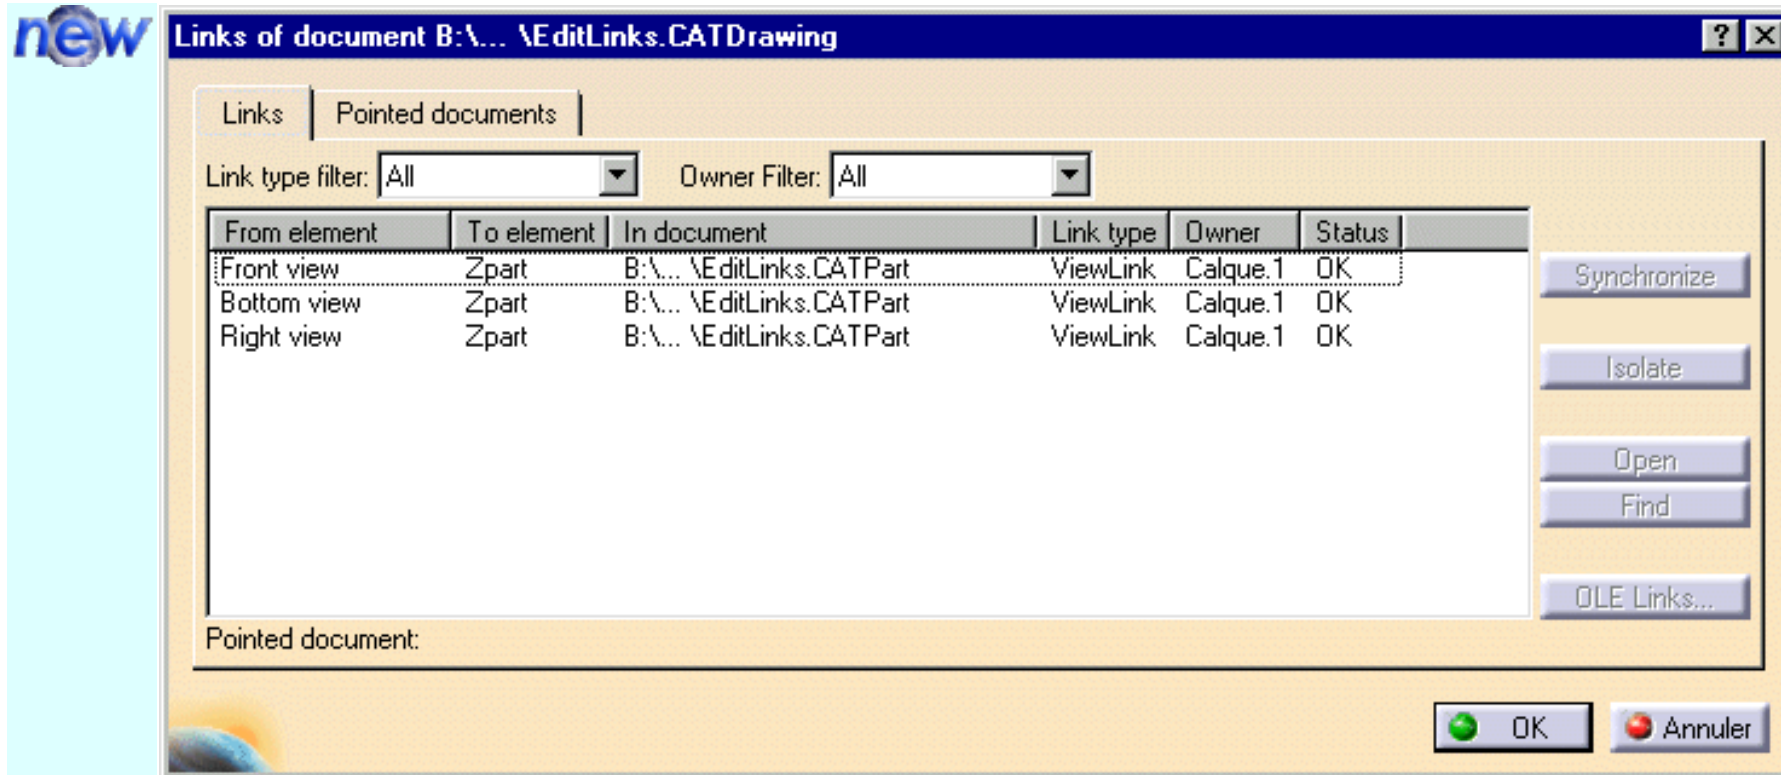 new
Links of document B:\... \EditLinks.CATDrawing
Links Pointed documents
Link type filter: All Owner Filter: All
From element To element In document Link type Owner Status
Front view Zpart B:\... \EditLinks.CATPart ViewLink Calque.1 OK
Bottom view Zpart B:\... \EditLinks.CATPart ViewLink Calque.1 OK
Right view Zpart B:\... \EditLinks.CATPart ViewLink Calque.1 OK
Synchronize
Isolate
Open
Find
OLE Links...
Pointed document:
OK Annuler